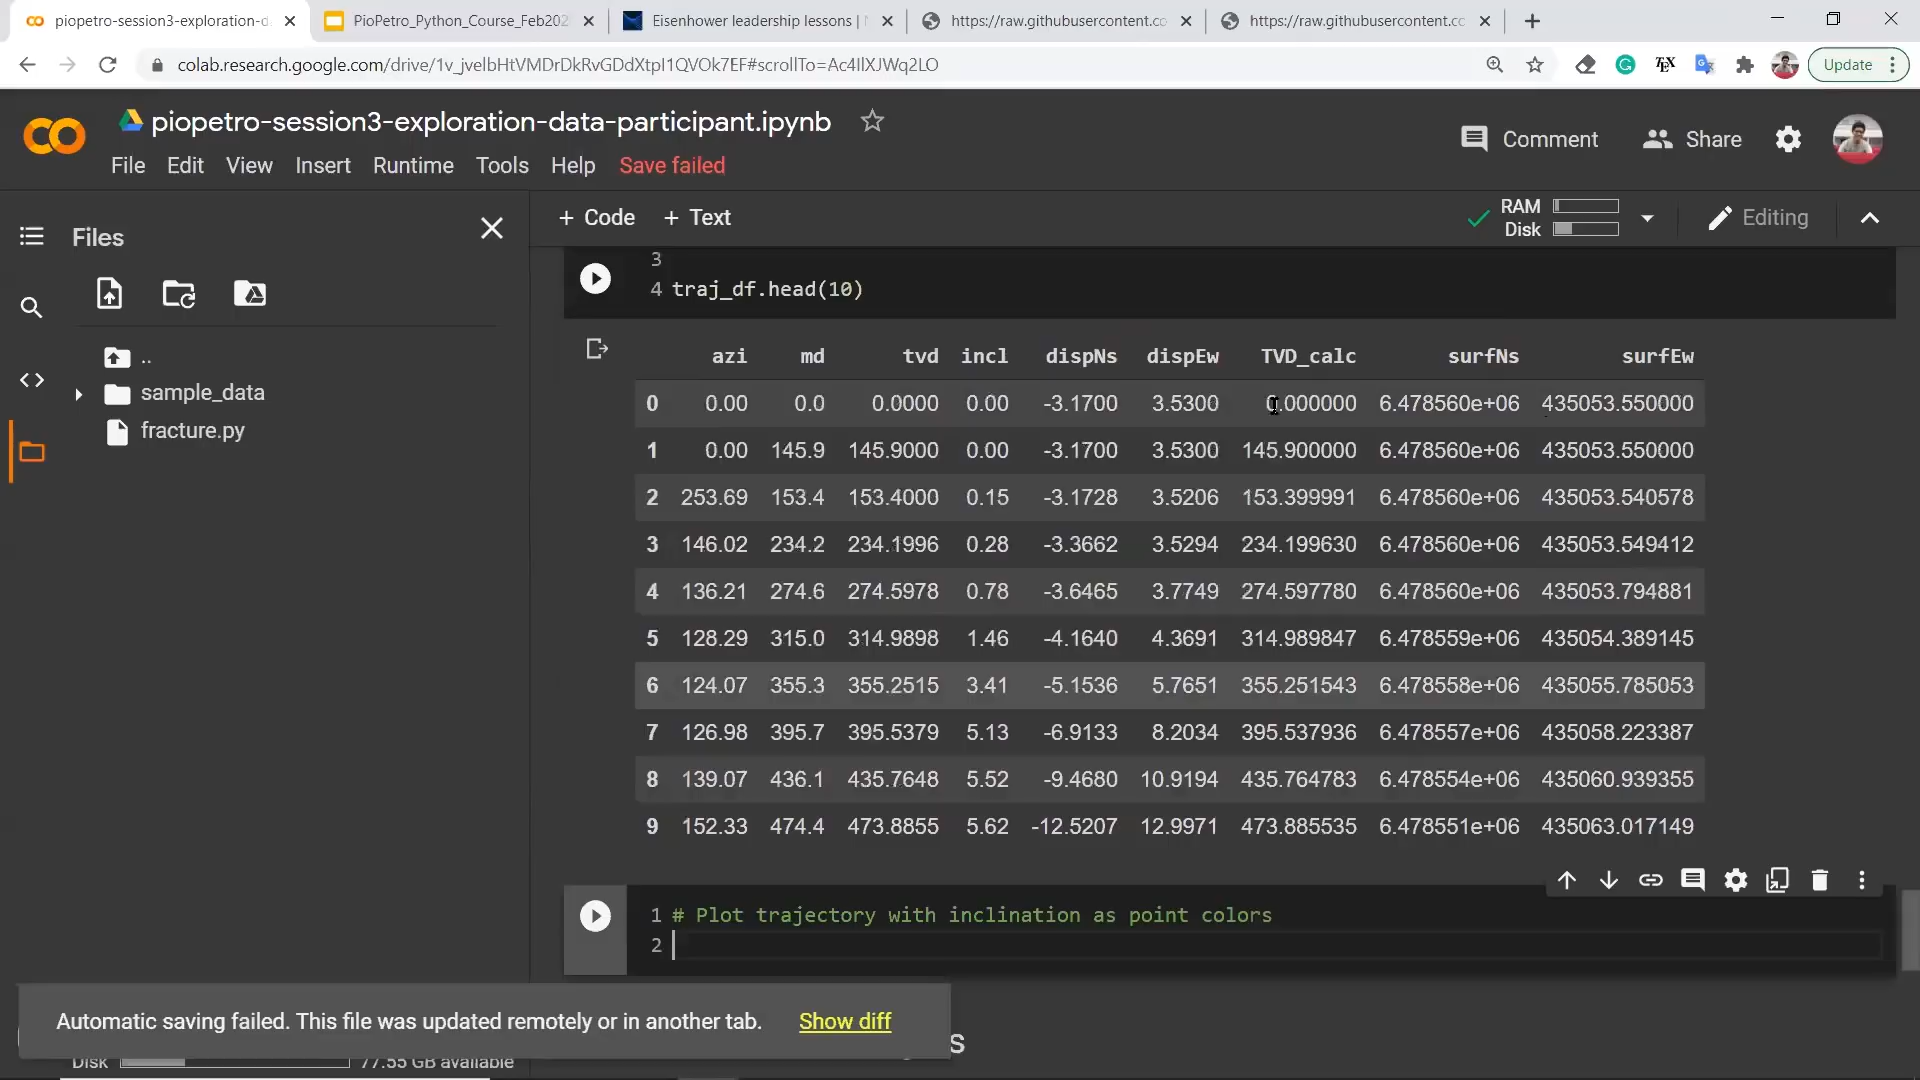 piopetro-session3-exploration-d
PioPetro_Python_Course_Feb202
Eisenhower leadership lessons |
https://raw.githubusercontent.co
https://raw.githubusercontent.cc
colab.research.google.com/drive/1v_jvelbHtVMDrDkRvGDdXtpI1QVOk7EF#scrollTo=Ac4IlXJWq2LO
Update
piopetro-session3-exploration-data-participant.ipynb
Comment
Share
File Edit View Insert Runtime Tools Help Save failed
Files
+ Code + Text
RAM
Disk
Editing
..
sample_data
fracture.py
3
4 traj_df.head(10)
azi md tvd incl dispNs dispEw TVD_calc surfNs surfEw
0 0.00 0.0 0.0000 0.00 -3.1700 3.5300 0.000000 6.478560e+06 435053.550000
1 0.00 145.9 145.9000 0.00 -3.1700 3.5300 145.900000 6.478560e+06 435053.550000
2 253.69 153.4 153.4000 0.15 -3.1728 3.5206 153.399991 6.478560e+06 435053.540578
3 146.02 234.2 234.1996 0.28 -3.3662 3.5294 234.199630 6.478560e+06 435053.549412
4 136.21 274.6 274.5978 0.78 -3.6465 3.7749 274.597780 6.478560e+06 435053.794881
5 128.29 315.0 314.9898 1.46 -4.1640 4.3691 314.989847 6.478559e+06 435054.389145
6 124.07 355.3 355.2515 3.41 -5.1536 5.7651 355.251543 6.478558e+06 435055.785053
7 126.98 395.7 395.5379 5.13 -6.9133 8.2034 395.537936 6.478557e+06 435058.223387
8 139.07 436.1 435.7648 5.52 -9.4680 10.9194 435.764783 6.478554e+06 435060.939355
9 152.33 474.4 473.8855 5.62 -12.5207 12.9971 473.885535 6.478551e+06 435063.017149
1 # Plot trajectory with inclination as point colors
2
Automatic saving failed. This file was updated remotely or in another tab. Show diff
Disk 77.55 GB available